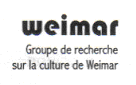 weimar
Groupe de recherche
sur la culture de Weimar